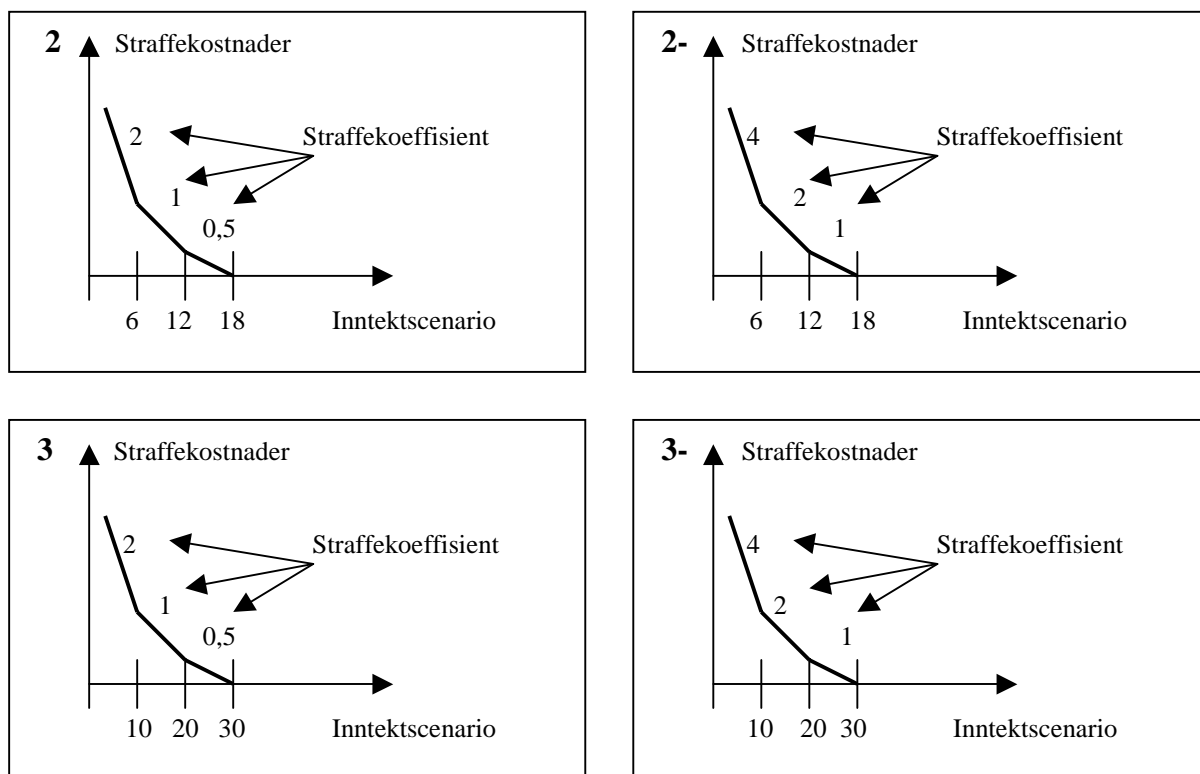 2 Straffekostnader
2 Straffekoeffisient
1
0,5
6 12 18 Inntektscenario
2- Straffekostnader
4 Straffekoeffisient
2
1
6 12 18 Inntektscenario
3 Straffekostnader
2 Straffekoeffisient
1
0,5
10 20 30 Inntektscenario
3- Straffekostnader
4 Straffekoeffisient
2
1
10 20 30 Inntektscenario